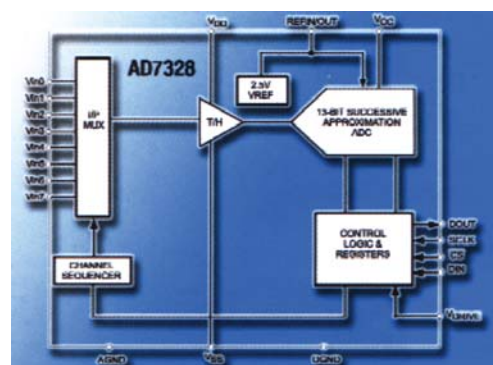 VDD
REFIN/OUT
VCC
AD7328
Vin0
Vin1
Vin2
Vin3
Vin4
Vin5
Vin6
Vin7
I/P
MUX
T/H
2.5V
VREF
13-BIT SUCCESSIVE
APPROXIMATION
ADC
CHANNEL
SEQUENCER
CONTROL
LOGIC &
REGISTERS
DOUT
SCLK
CS
DIN
VDRIVE
AGND
VSS
DGND